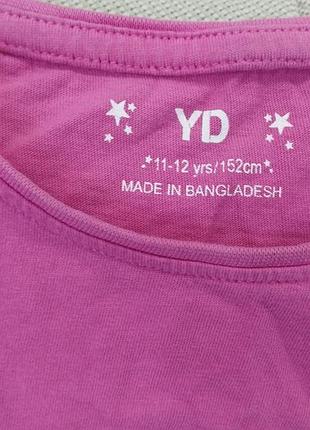 YD
11-12 yrs/152cm
MADE IN BANGLADESH